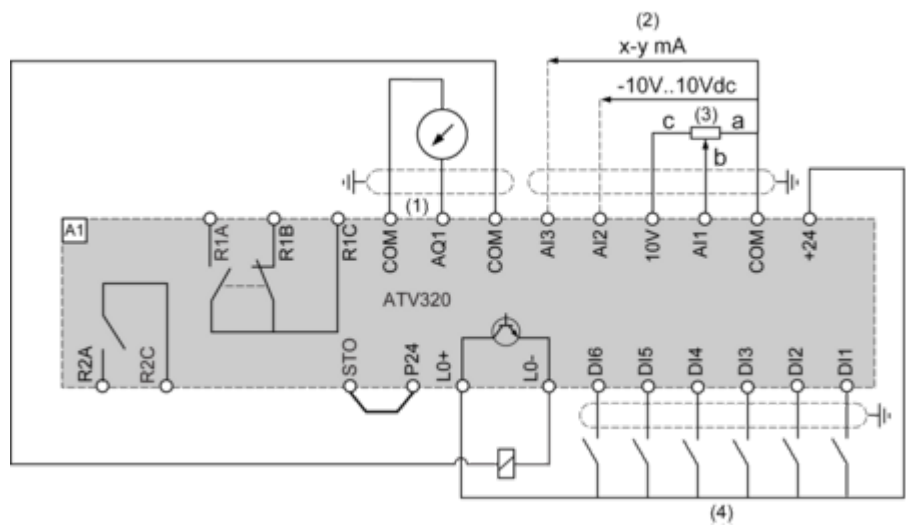 (2)
x-y mA
-10V..10Vdc
c (3) a
b
(1)
A1
R1A R1B R1C COM AQ1 COM AI3 AI2 10V AI1 COM +24
ATV320
R2A R2C STO P24 L0+ L0- DI6 DI5 DI4 DI3 DI2 DI1
(4)